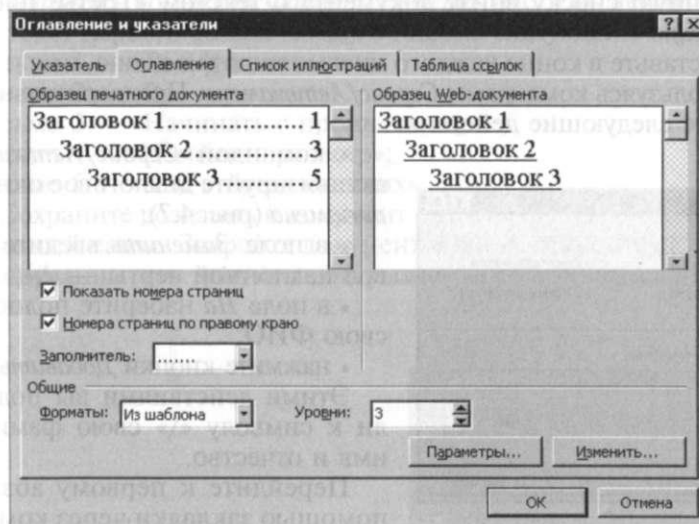 Оглавление и указатели
Указатель Оглавление Список иллюстраций Таблица ссылок
Образец печатного документа Образец Web-документа
Заголовок 1................... 1 Заголовок 1
Заголовок 2 .............. 3 Заголовок 2
Заголовок 3 ........... 5 Заголовок 3
Показать номера страниц
Номера страниц по правому краю
Заполнитель: .......
Общие
Форматы: Из шаблона Уровни: 3
Параметры... Изменить...
ОК Отмена